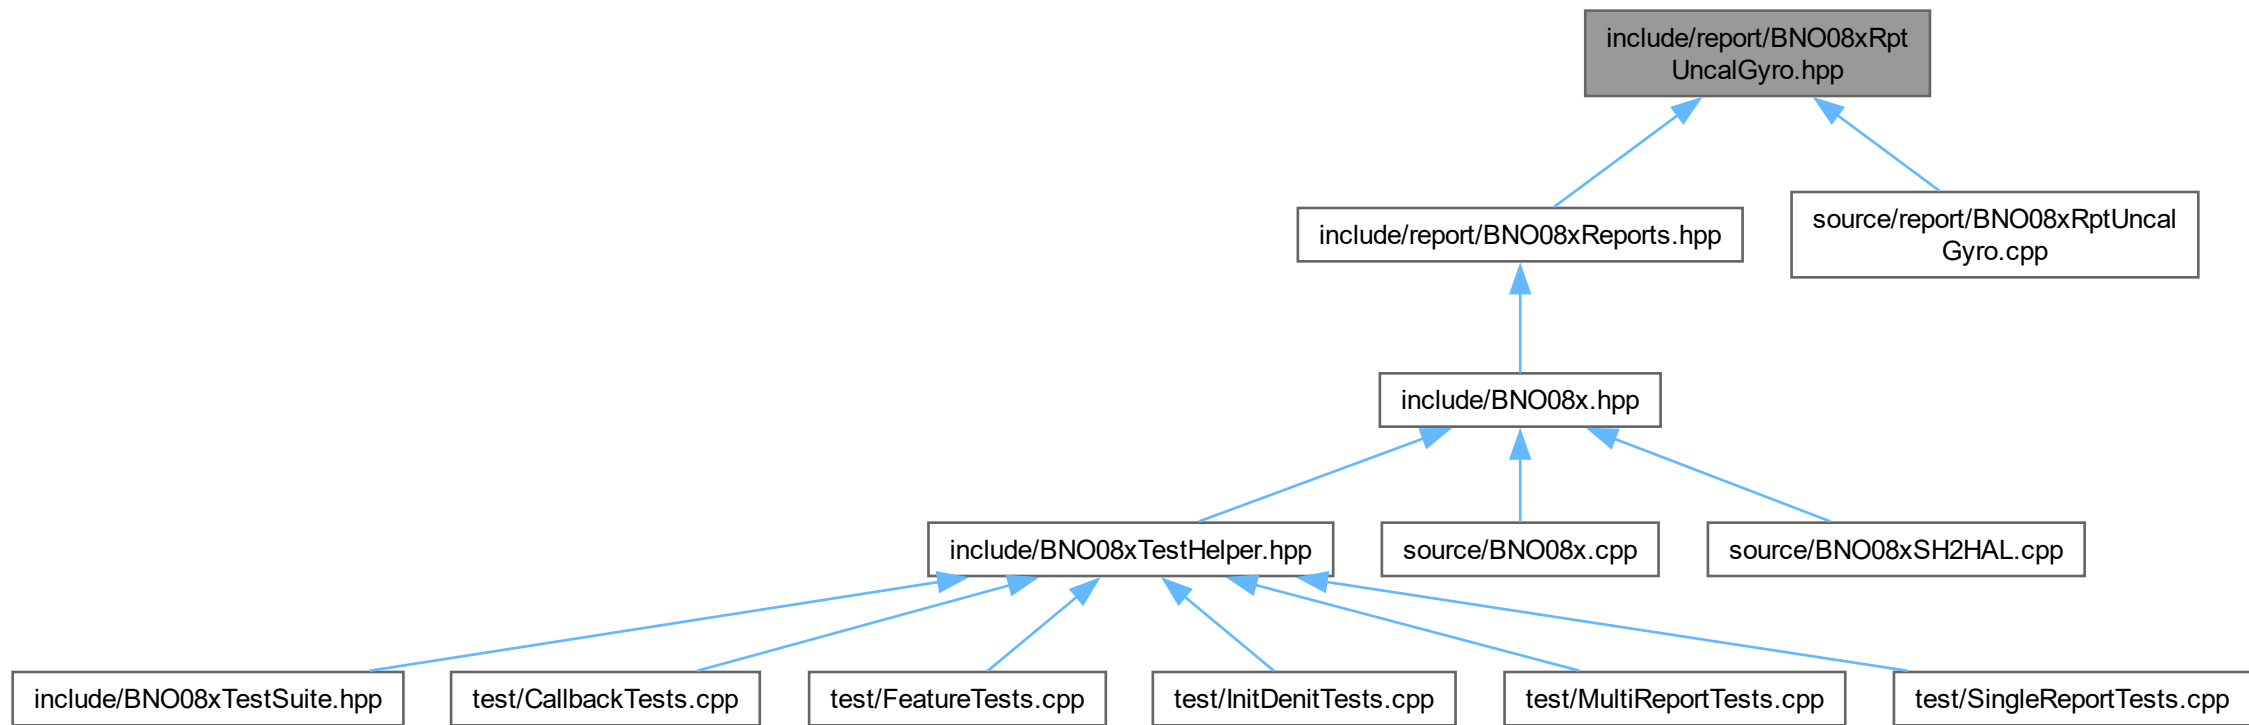 include/report/BNO08xRpt
UncalGyro.hpp
include/report/BNO08xReports.hpp
source/report/BNO08xRptUncal
Gyro.cpp
include/BNO08x.hpp
include/BNO08xTestHelper.hpp
source/BNO08x.cpp
source/BNO08xSH2HAL.cpp
include/BNO08xTestSuite.hpp
test/CallbackTests.cpp
test/FeatureTests.cpp
test/InitDenitTests.cpp
test/MultiReportTests.cpp
test/SingleReportTests.cpp